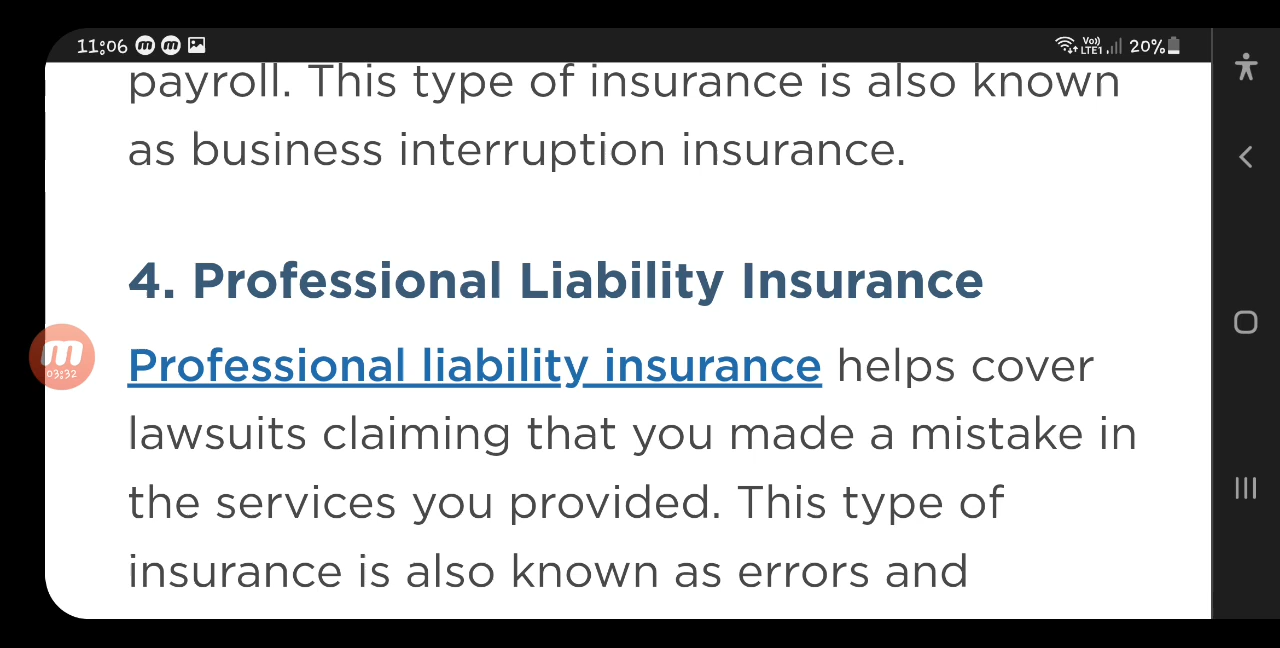 11:06
Vo)) LTE1 20%
payroll. This type of insurance is also known
as business interruption insurance.
4. Professional Liability Insurance
m
03:32
Professional liability insurance helps cover
lawsuits claiming that you made a mistake in
the services you provided. This type of
insurance is also known as errors and